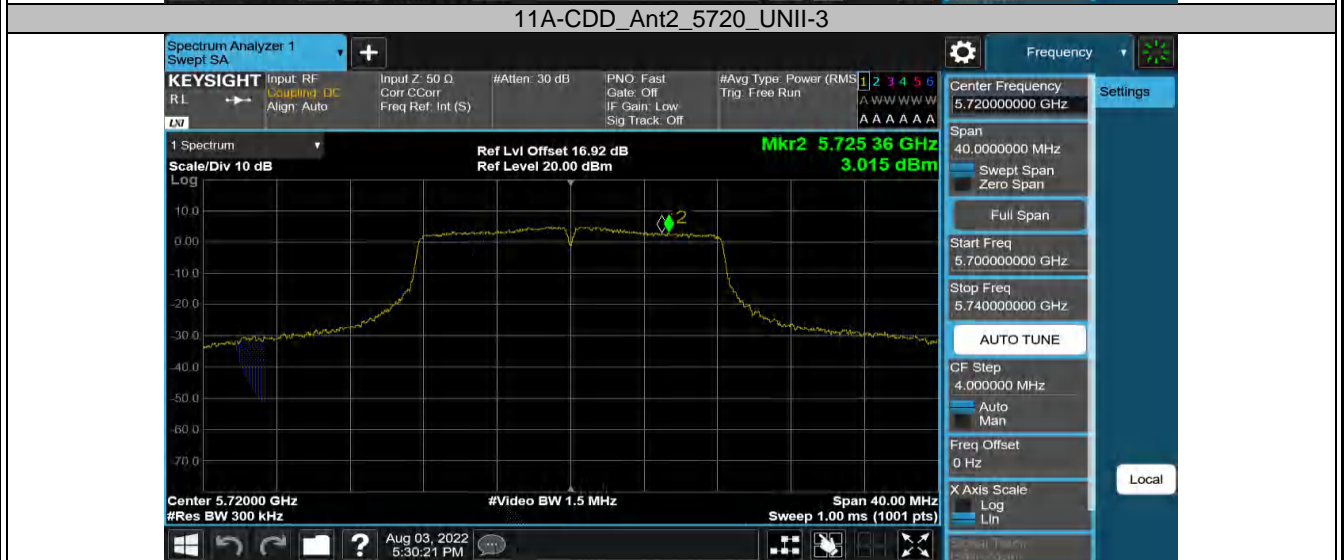 11A-CDD_Ant2_5720_UNII-3
Spectrum Analyzer 1
Swept SA
Frequency
KEYSIGHT
RL
LXI
Input: RF
Coupling: DC
Align: Auto
Input Z: 50 Ω
Corr CCorr
Freq Ref: Int (S)
#Atten: 30 dB
PNO: Fast
Gate: Off
IF Gain: Low
Sig Track: Off
#Avg Type: Power (RMS
Trig: Free Run
1 2 3 4 5 6
A W W W W W
A A A A A A
1 Spectrum
Scale/Div 10 dB
Ref Lvl Offset 16.92 dB
Ref Level 20.00 dBm
Mkr2 5.725 36 GHz
3.015 dBm
Log
10.0
0.00
-10.0
-20.0
-30.0
-40.0
-50.0
-60.0
-70.0
2
Center 5.72000 GHz
#Res BW 300 kHz
#Video BW 1.5 MHz
Span 40.00 MHz
Sweep 1.00 ms (1001 pts)
Aug 03, 2022
5:30:21 PM
Center Frequency
5.720000000 GHz
Settings
Span
40.0000000 MHz
Swept Span
Zero Span
Full Span
Start Freq
5.700000000 GHz
Stop Freq
5.740000000 GHz
AUTO TUNE
CF Step
4.000000 MHz
Auto
Man
Freq Offset
0 Hz
X Axis Scale
Log
Lin
Local